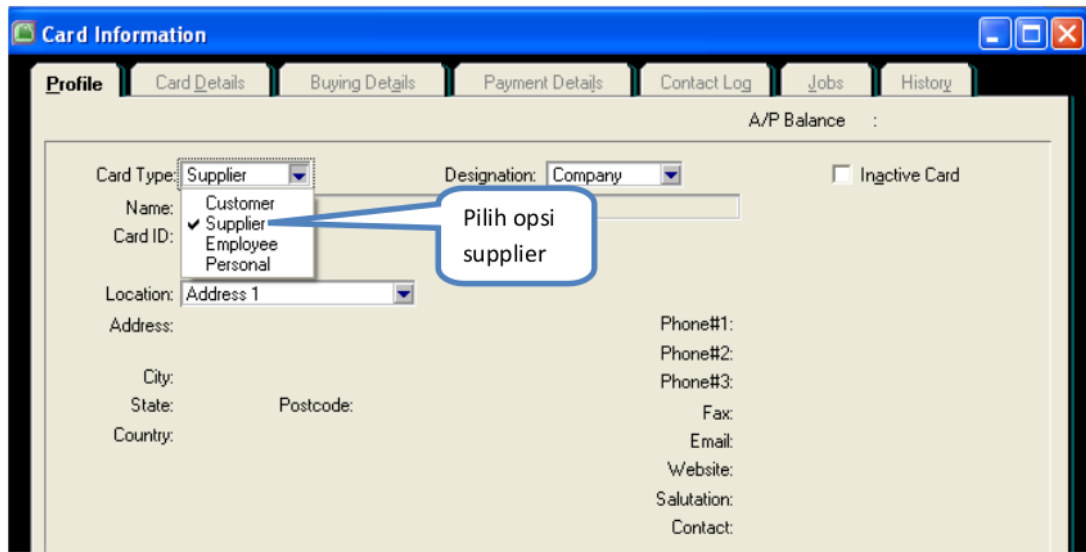 Card Information
Profile Card Details Buying Details Payment Details Contact Log Jobs History
A/P Balance :
Card Type: Supplier Designation: Company Inactive Card
Name:
Customer
Supplier
Employee
Personal
Card ID:
Pilih opsi
supplier
Location: Address 1
Address:
Phone#1:
Phone#2:
City:
Phone#3:
State: Postcode:
Fax:
Country:
Email:
Website:
Salutation:
Contact: